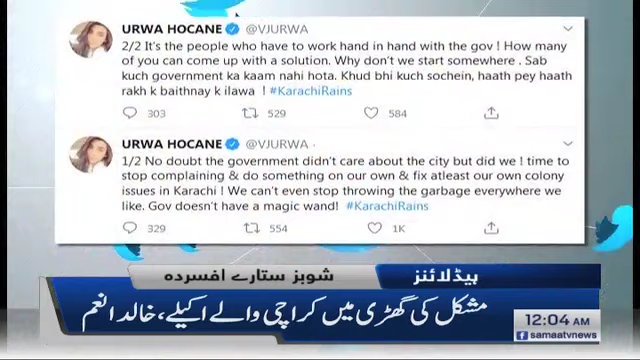 URWA HOCANE @VJURWA
2/2 It's the people who have to work hand in hand with the gov ! How many
of you can come up with a solution. Why don't we start somewhere . Sab
kuch government ka kaam nahi hota. Khud bhi kuch sochein, haath pey haath
rakh k baithnay k ilawa ! #KarachiRains
303 529 584
URWA HOCANE @VJURWA ·
1/2 No doubt the government didn't care about the city but did we ! time to
stop complaining & do something on our own & fix atleast our own colony
issues in Karachi ! We can't even stop throwing the garbage everywhere we
like. Gov doesn't have a magic wand! #KarachiRains
329 554 1K
ہیڈلائنز شوبز ستارے افسردہ
مشکل کی گھڑی میں کراچی والے اکیلے، خالد انعم
12:04 AM
f samaatvnews